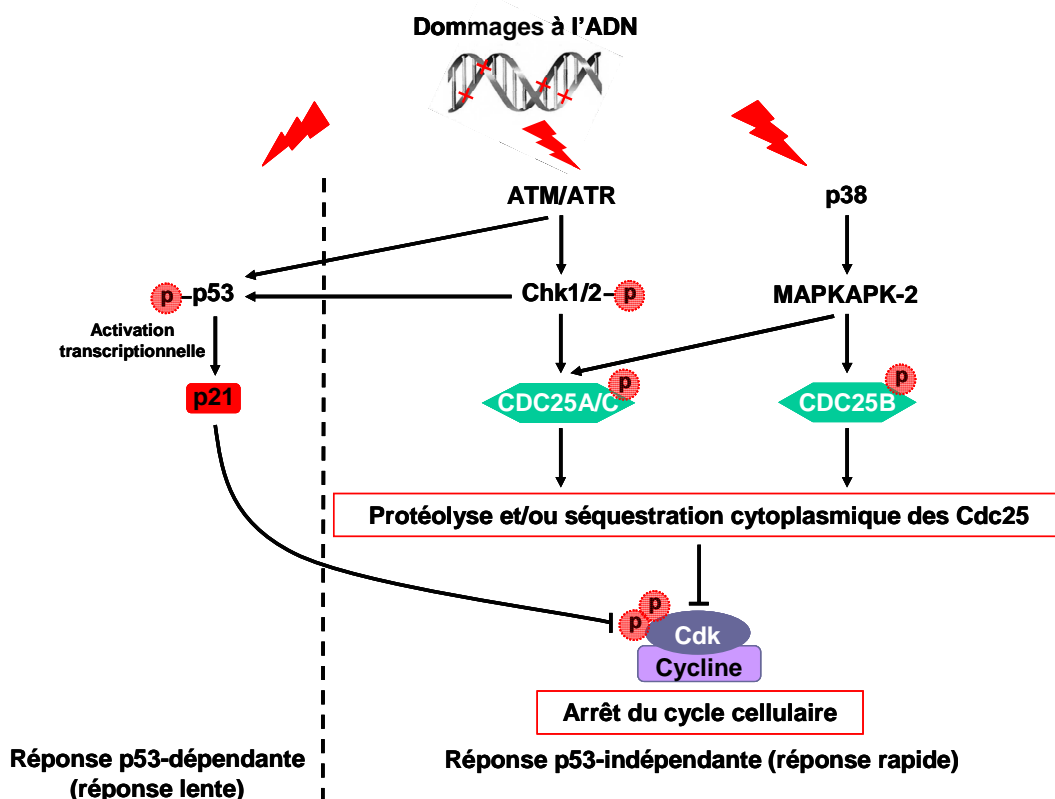 Dommages à l'ADN
ATM/ATR
p38
p
p53
Chk1/2
p
MAPKAPK-2
Activation
transcriptionnelle
p21
p
CDC25A/C
p
CDC25B
Protéolyse et/ou séquestration cytoplasmique des Cdc25
p
p
Cdk
Cycline
Arrêt du cycle cellulaire
Réponse p53-dépendante
(réponse lente)
Réponse p53-indépendante (réponse rapide)